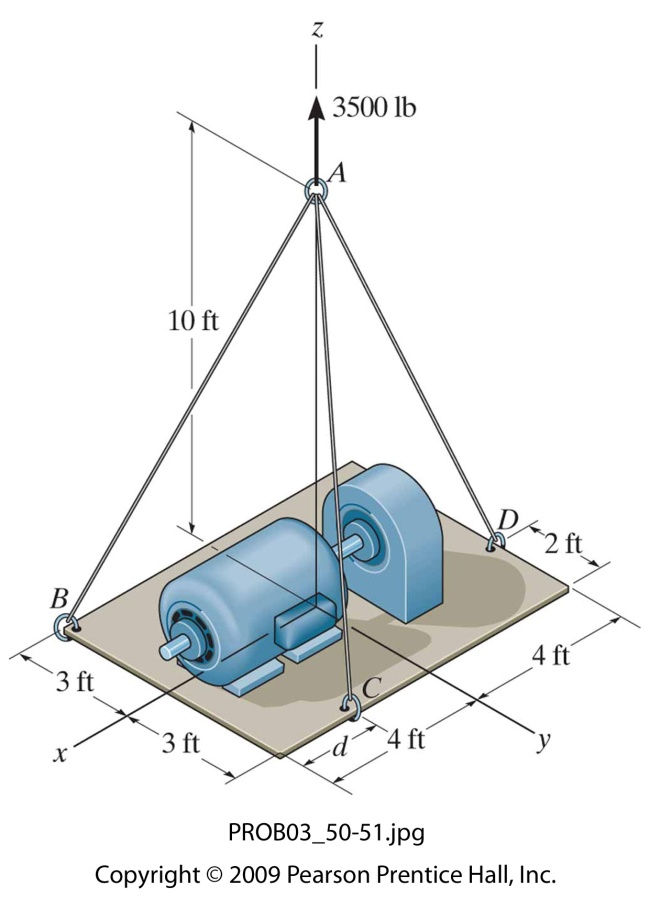 z
3500 lb
A
10 ft
D
2 ft
B
4 ft
3 ft
C
3 ft
d
4 ft
x
y
PROB03_50-51.jpg
Copyright © 2009 Pearson Prentice Hall, Inc.